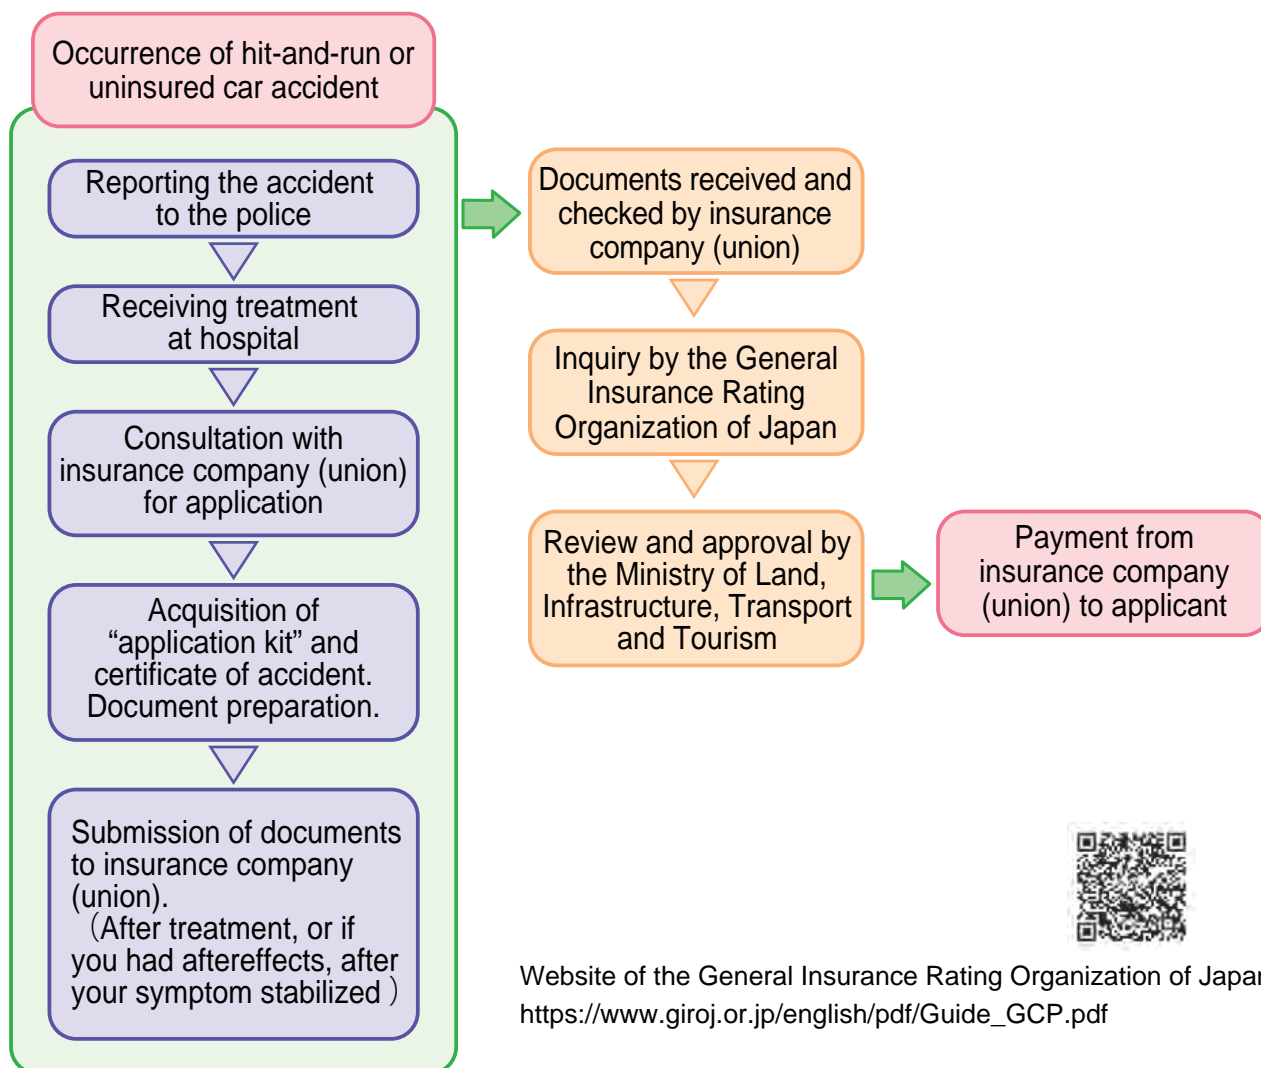 Occurrence of hit-and-run or
uninsured car accident
Reporting the accident
to the police
Receiving treatment
at hospital
Consultation with
insurance company (union)
for application
Acquisition of
“application kit” and
certificate of accident.
Document preparation.
Submission of documents
to insurance company
(union).
（After treatment, or if
you had aftereffects, after
your symptom stabilized ）
Documents received and
checked by insurance
company (union)
Inquiry by the General
Insurance Rating
Organization of Japan
Review and approval by
the Ministry of Land,
Infrastructure, Transport
and Tourism
Payment from
insurance company
(union) to applicant
Website of the General Insurance Rating Organization of Japan
https://www.giroj.or.jp/english/pdf/Guide_GCP.pdf